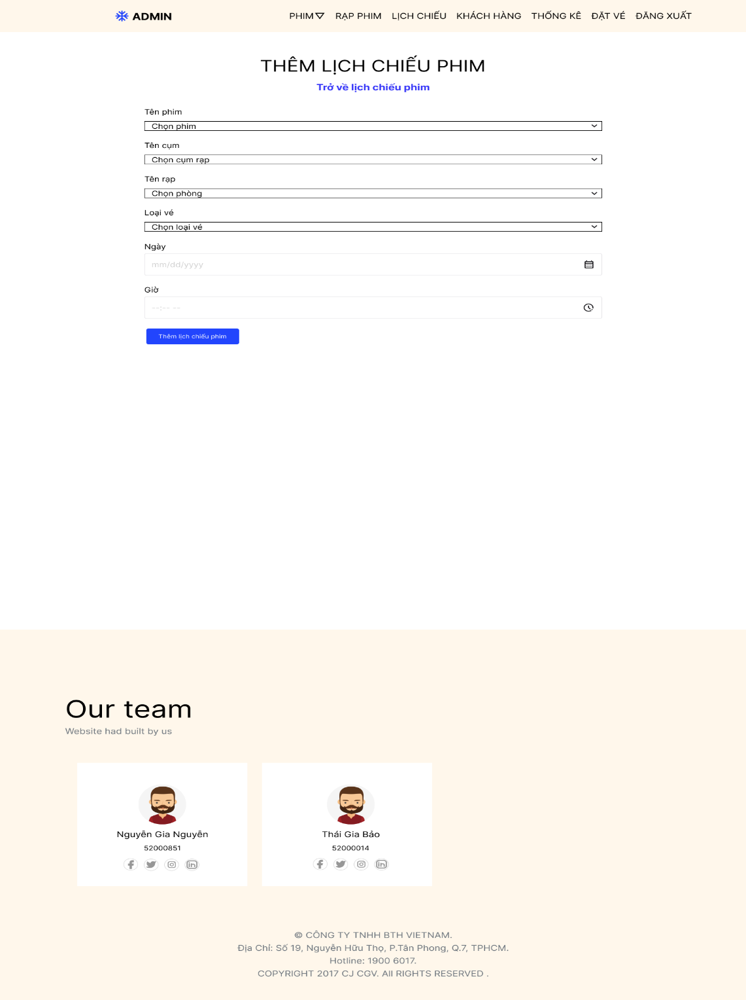 ADMIN PHIM RẠP PHIM LỊCH CHIẾU KHÁCH HÀNG THỐNG KÊ ĐẶT VÉ ĐĂNG XUẤT
THÊM LỊCH CHIẾU PHIM
Trở về lịch chiếu phim
Tên phim
Chọn phim
Tên cụm
Chọn cụm rạp
Tên rạp
Chọn phòng
Loại vé
Chọn loại vé
Ngày
mm/dd/yyyy
Giờ
--:-- --
Thêm lịch chiếu phim
Our team
Website had built by us
Nguyễn Gia Nguyễn
52000851
Thái Gia Bảo
52000014
© CÔNG TY TNHH BTH VIETNAM.
Địa Chỉ: Số 19, Nguyễn Hữu Thọ, P.Tân Phong, Q.7, TPHCM.
Hotline: 1900 6017.
COPYRIGHT 2017 CJ CGV. All RIGHTS RESERVED .